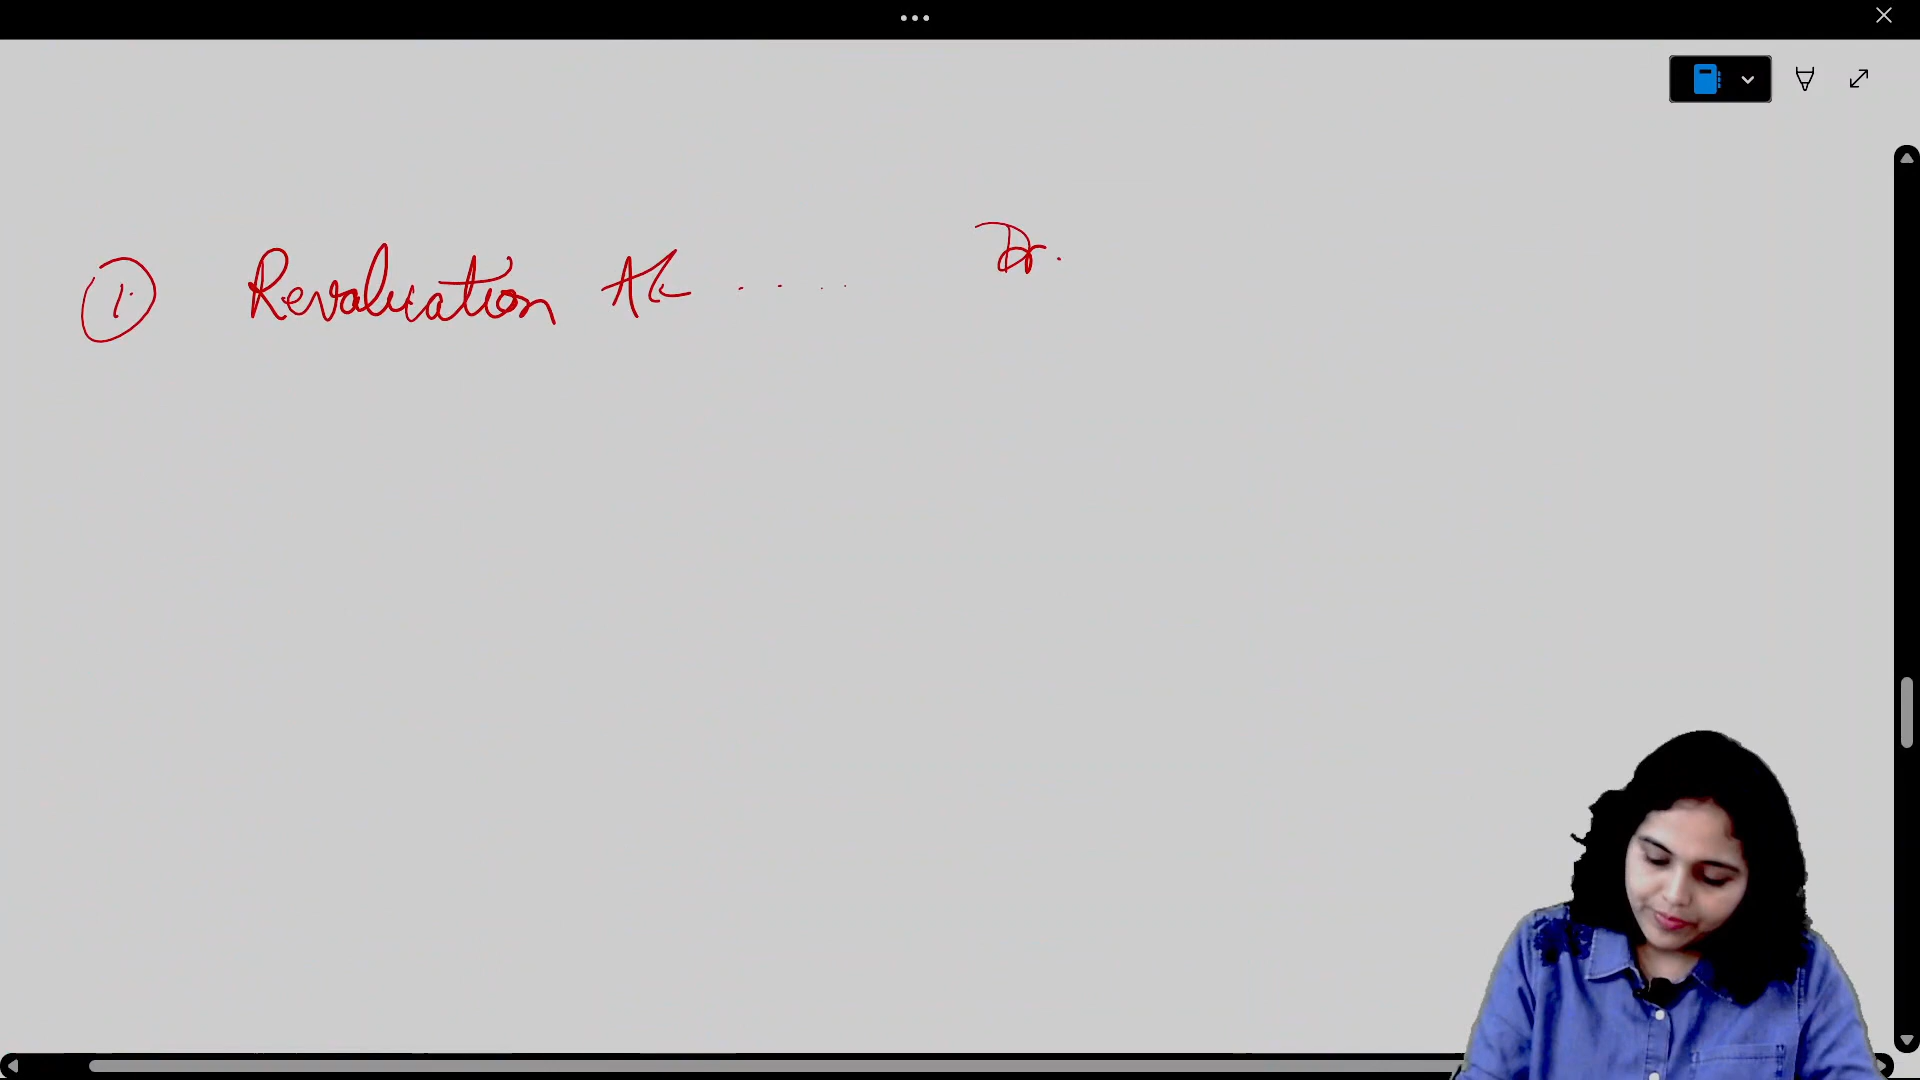 ① Revaluation A/c .... Dr.